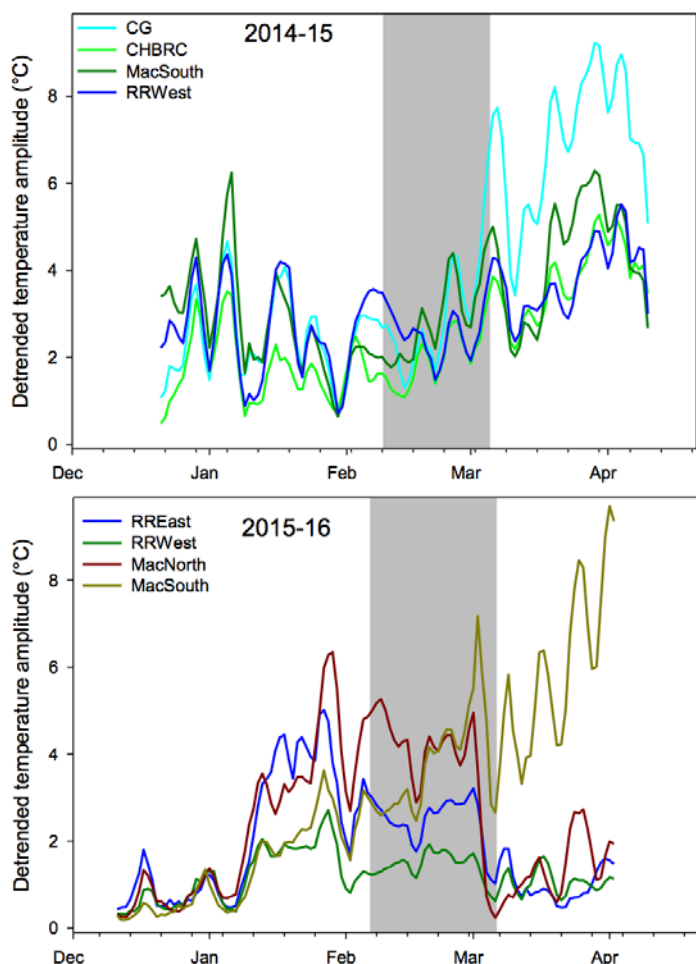 2014-15
CG
CHBRC
MacSouth
RRWest
Detrended temperature amplitude (°C)
8
6
4
2
0
Dec Jan Feb Mar Apr
2015-16
RREast
RRWest
MacNorth
MacSouth
Detrended temperature amplitude (°C)
8
6
4
2
0
Dec Jan Feb Mar Apr